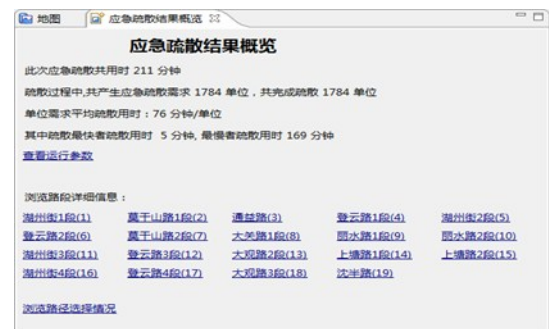 地图 应急疏散结果概览
应急疏散结果概览
此次应急疏散共用时 211 分钟
疏散过程中,共产生应急疏散需求 1784 单位，共完成疏散 1784 单位
单位需求平均疏散用时：76 分钟/单位
其中疏散最快者疏散用时 5 分钟, 最慢者疏散用时 169 分钟
查看运行参数
浏览路段详细信息：
湖州街1段(1) 莫干山路1段(2) 通益路(3) 登云路1段(4) 湖州街2段(5)
登云路2段(6) 莫干山路2段(7) 大关路1段(8) 丽水路1段(9) 丽水路2段(10)
湖州街3段(11) 登云路3段(12) 大观路2段(13) 上塘路1段(14) 上塘路2段(15)
湖州街4段(16) 登云路4段(17) 大观路3段(18) 沈半路(19)
浏览路径选择情况